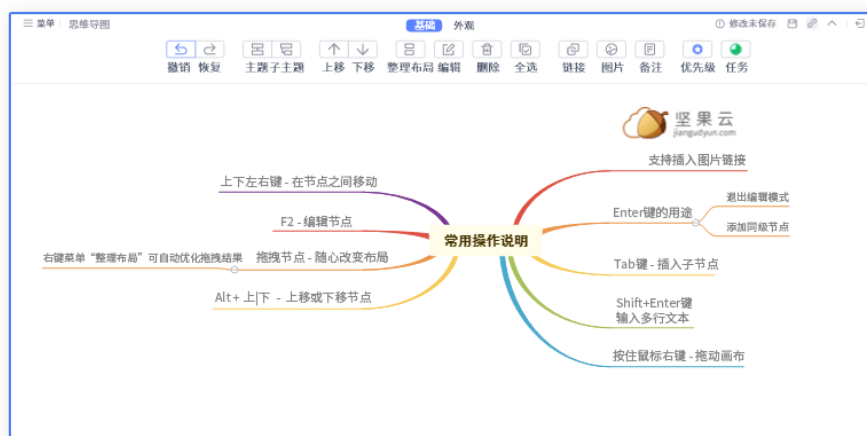 菜单 思维导图 基础 外观 修改未保存
撤销 恢复 主题 子主题 上移 下移 整理布局 编辑 删除 全选 链接 图片 备注 优先级 任务
坚果云
jianguoyun.com
支持插入图片链接
上下左右键 - 在节点之间移动
退出编辑模式
Enter键的用途
F2 - 编辑节点
添加同级节点
常用操作说明
右键菜单“整理布局”可自动优化拖拽结果
拖拽节点 - 随心改变布局
Tab键 - 插入子节点
Alt + 上|下 - 上移或下移节点
Shift+Enter键
输入多行文本
按住鼠标右键 - 拖动画布